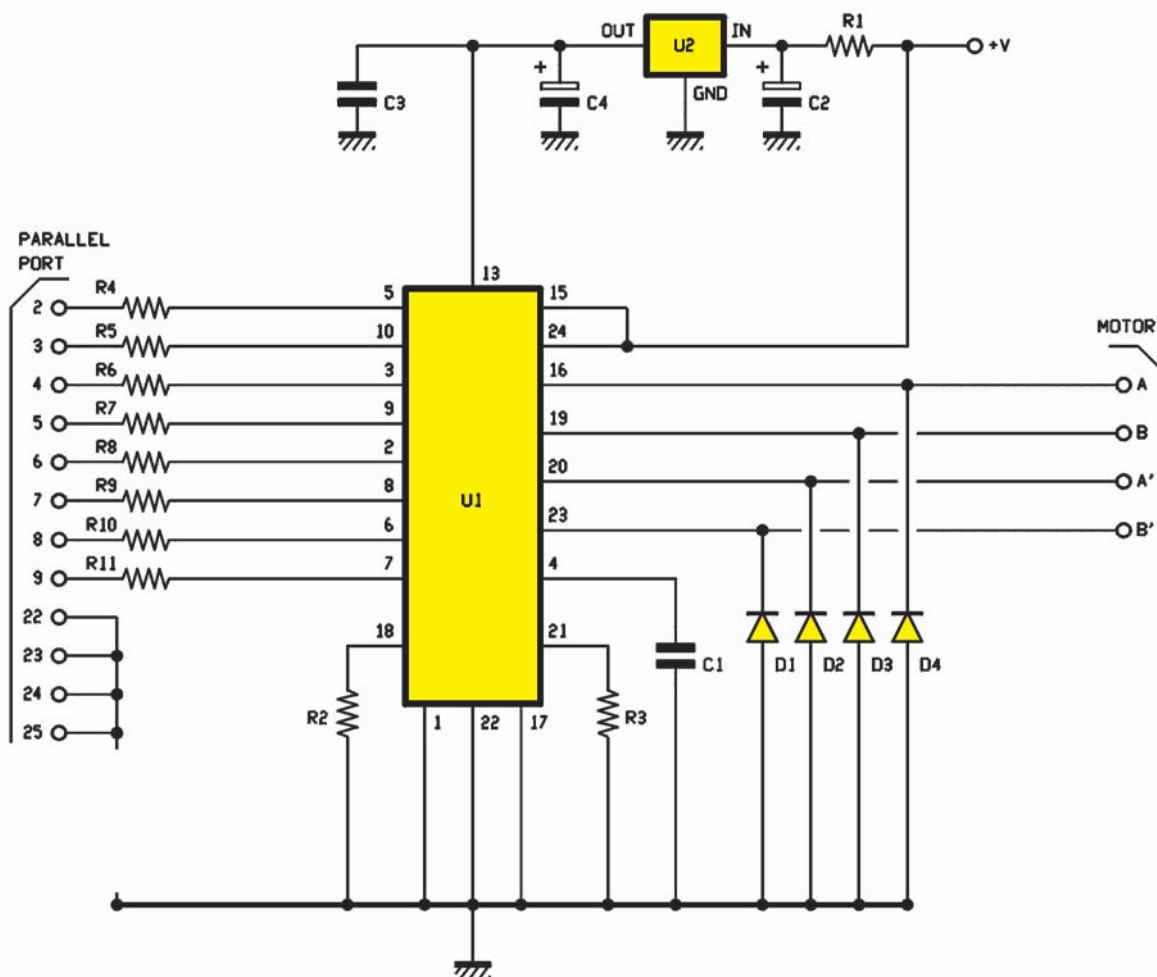 OUT
U2
IN
R1
+V
+
C3
C4
GND
+
C2
PARALLEL
PORT
13
2
R4
5
15
3
R5
10
24
MOTOR
4
R6
3
16
A
5
R7
9
19
B
6
R8
2
20
A'
7
R9
8
U1
23
B'
8
R10
6
9
R11
7
4
22
18
21
23
C1
D1
D2
D3
D4
24
R2
1
22
17
R3
25